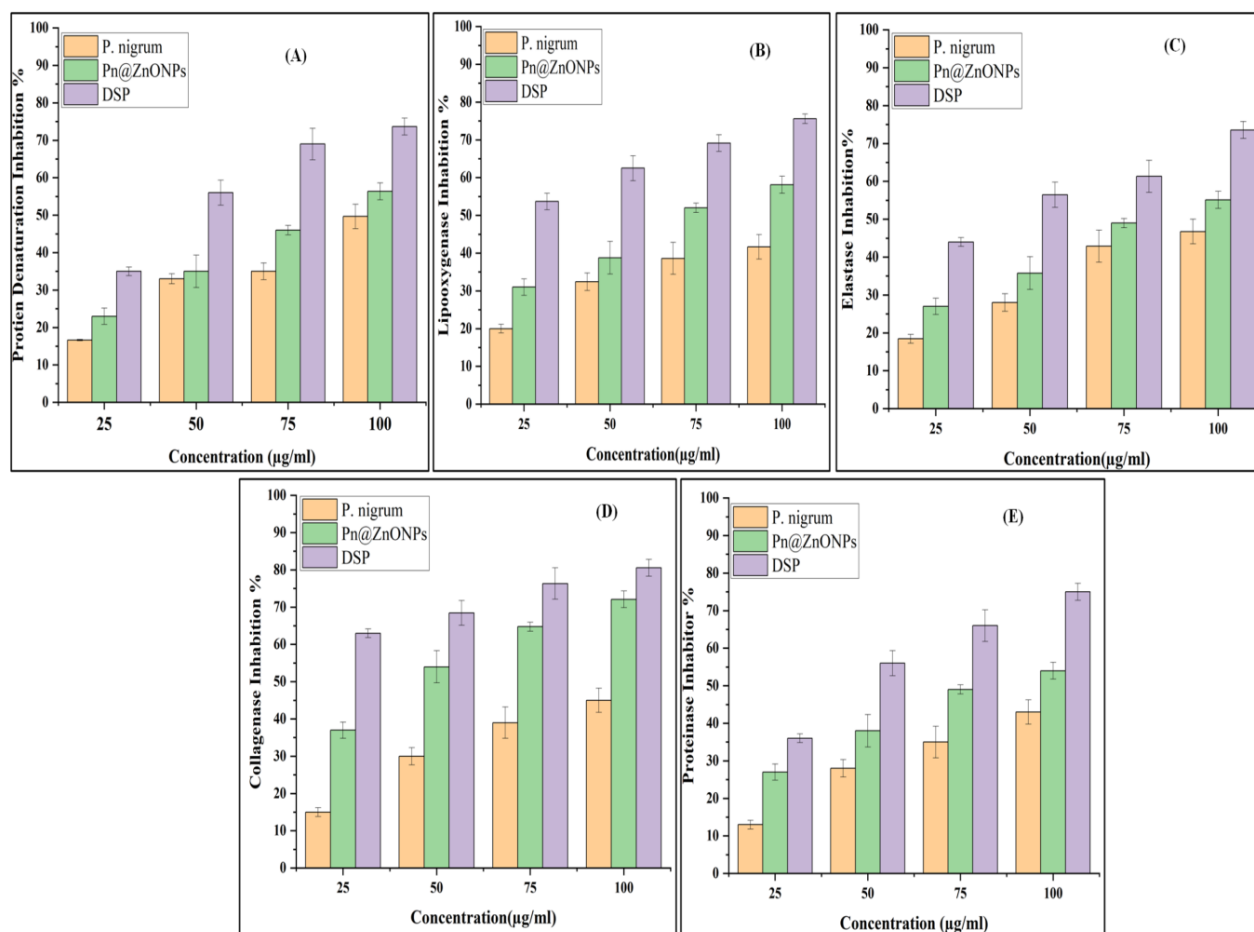 (A)
P. nigrum
Pn@ZnONPs
DSP
Protien Denaturation Inhabition %
100
90
80
70
60
50
40
30
20
10
0
25 50 75 100
Concentration (µg/ml)
(B)
P. nigrum
Pn@ZnONPs
DSP
Lipooxygenase Inhabition %
100
90
80
70
60
50
40
30
20
10
0
25 50 75 100
Concentration(µg/ml)
(C)
P. nigrum
Pn@ZnONPs
DSP
Elastase Inhabition%
100
90
80
70
60
50
40
30
20
10
0
25 50 75 100
Concentration(µg/ml)
(D)
P. nigrum
Pn@ZnONPs
DSP
Collagenase Inhabition %
100
90
80
70
60
50
40
30
20
10
0
25 50 75 100
Concentration(µg/ml)
(E)
P. nigrum
Pn@ZnONPs
DSP
Proteinase Inhabitor %
100
90
80
70
60
50
40
30
20
10
0
25 50 75 100
Concentration (µg/ml)